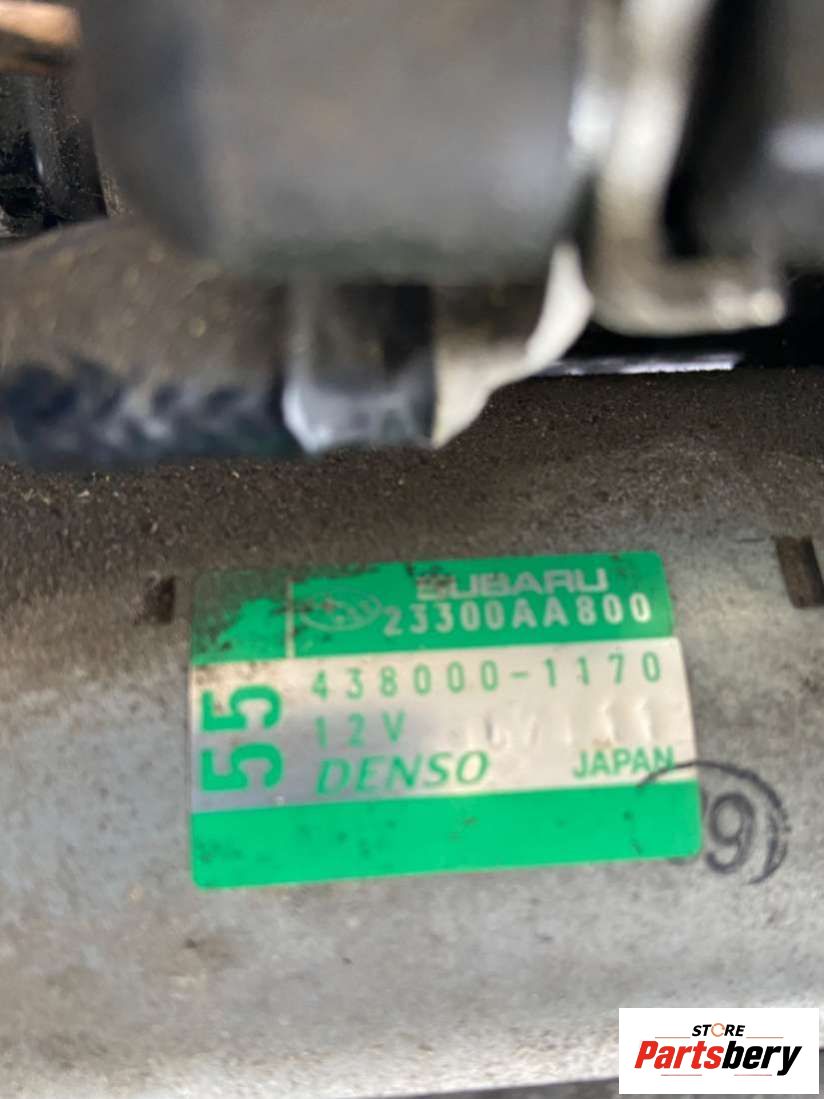 SUBARU
23300AA800
55
438000-1170
12V
DENSO JAPAN
STORE
Partsbery